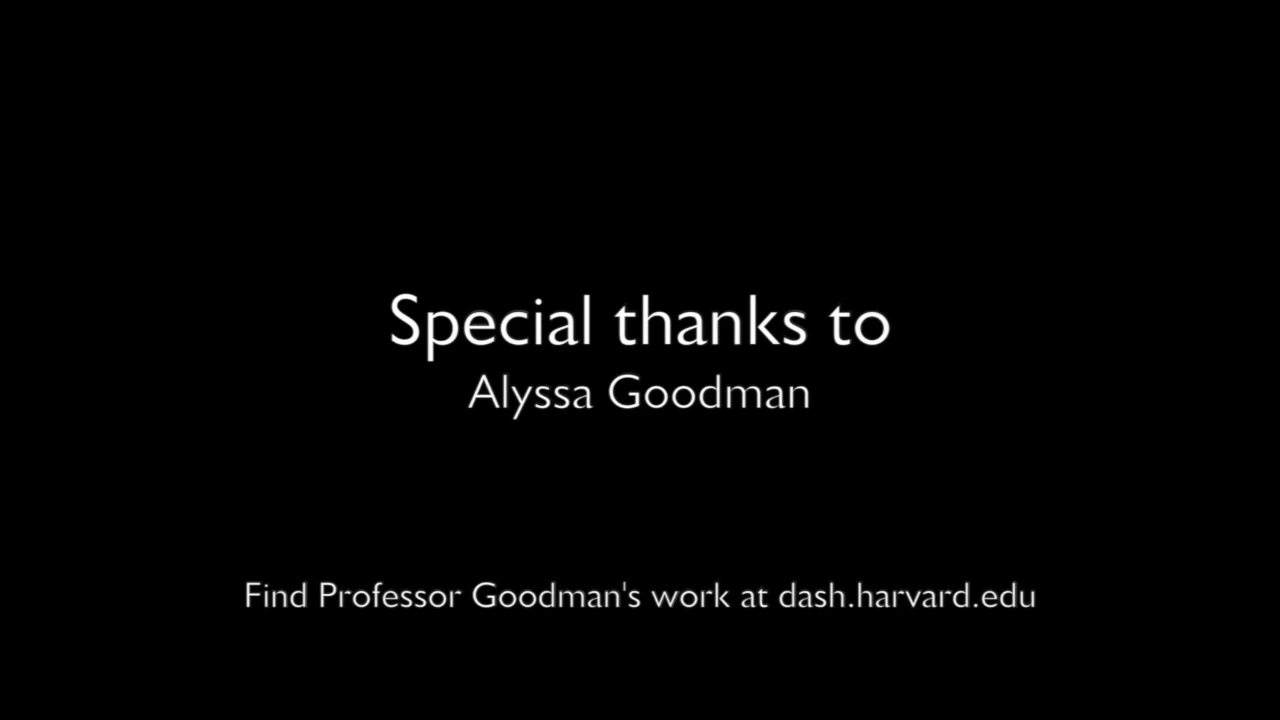 Special thanks to
Alyssa Goodman
Find Professor Goodman's work at dash.harvard.edu